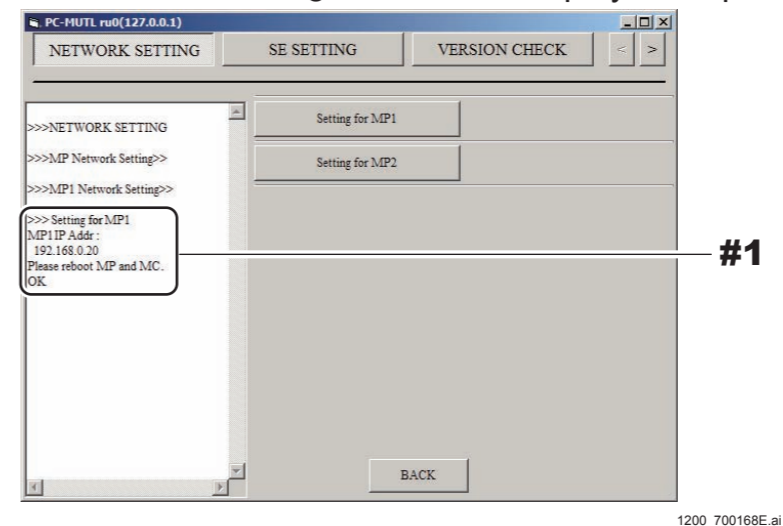 PC-MUTL ru0(127.0.0.1)
NETWORK SETTING
SE SETTING
VERSION CHECK
<
>
>>>NETWORK SETTING
>>>MP Network Setting>>
>>>MP1 Network Setting>>
>>> Setting for MP1
MP1IP Addr :
192.168.0.20
Please reboot MP and MC.
OK
Setting for MP1
Setting for MP2
BACK
#1
1200_700168E.ai